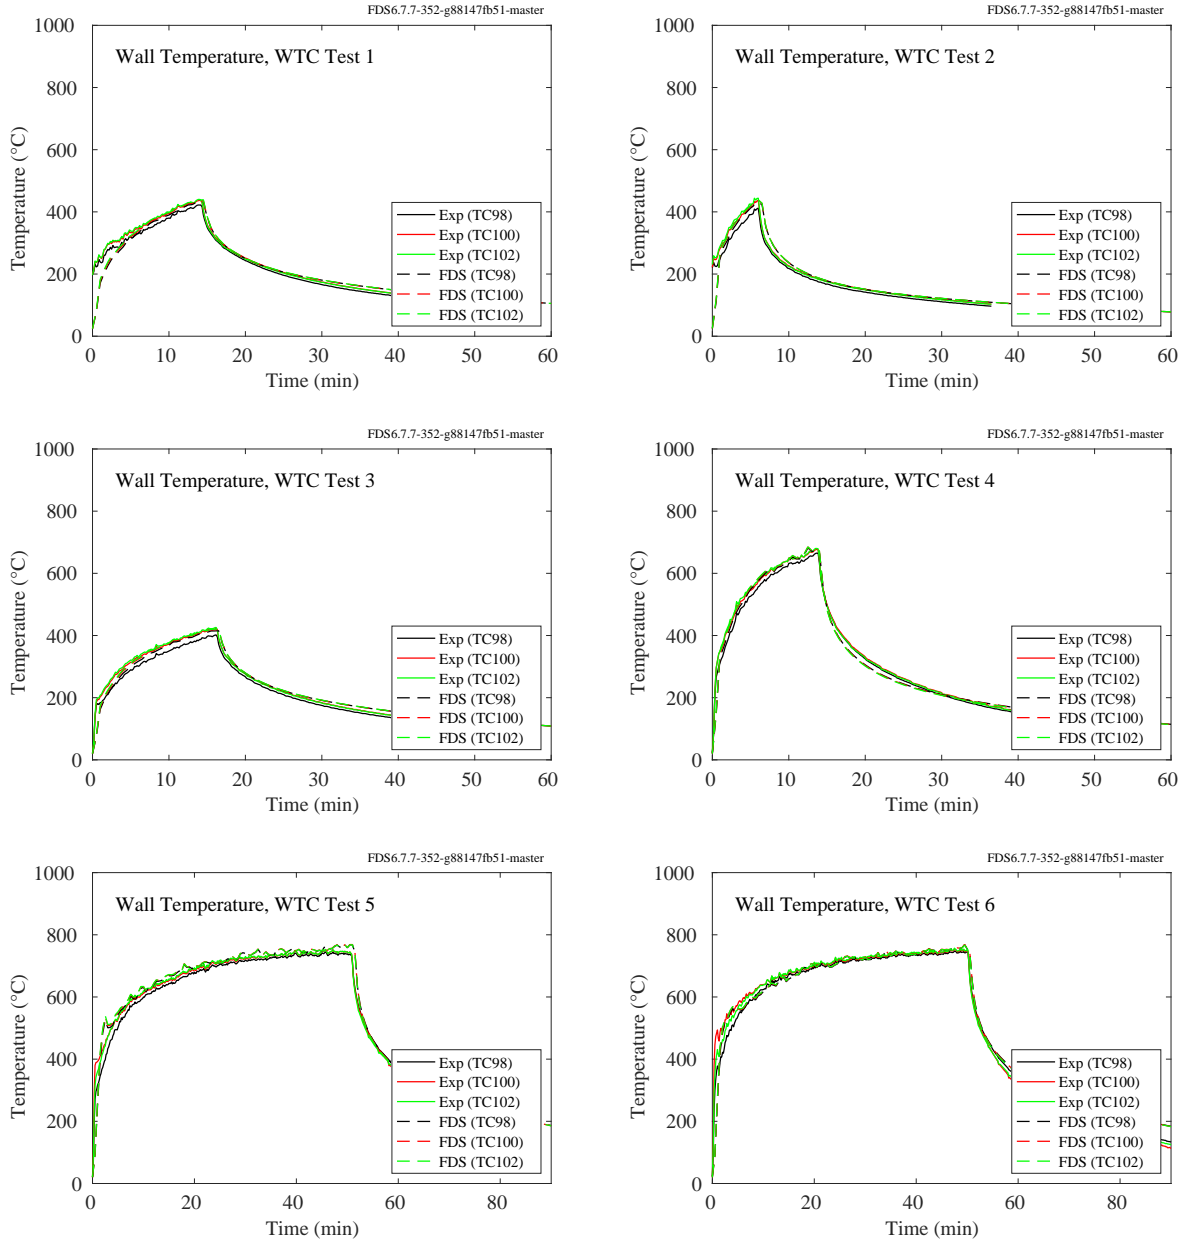 FDS6.7.7-352-g88147fb51-master
Wall Temperature, WTC Test 1
Temperature (°C)
1000
800
600
400
200
0
Exp (TC98)
Exp (TC100)
Exp (TC102)
FDS (TC98)
FDS (TC100)
FDS (TC102)
0 10 20 30 40 50 60
Time (min)
FDS6.7.7-352-g88147fb51-master
Wall Temperature, WTC Test 2
Temperature (°C)
1000
800
600
400
200
0
Exp (TC98)
Exp (TC100)
Exp (TC102)
FDS (TC98)
FDS (TC100)
FDS (TC102)
0 10 20 30 40 50 60
Time (min)
FDS6.7.7-352-g88147fb51-master
Wall Temperature, WTC Test 3
Temperature (°C)
1000
800
600
400
200
0
Exp (TC98)
Exp (TC100)
Exp (TC102)
FDS (TC98)
FDS (TC100)
FDS (TC102)
0 10 20 30 40 50 60
Time (min)
FDS6.7.7-352-g88147fb51-master
Wall Temperature, WTC Test 4
Temperature (°C)
1000
800
600
400
200
0
Exp (TC98)
Exp (TC100)
Exp (TC102)
FDS (TC98)
FDS (TC100)
FDS (TC102)
0 10 20 30 40 50 60
Time (min)
FDS6.7.7-352-g88147fb51-master
Wall Temperature, WTC Test 5
Temperature (°C)
1000
800
600
400
200
0
Exp (TC98)
Exp (TC100)
Exp (TC102)
FDS (TC98)
FDS (TC100)
FDS (TC102)
0 20 40 60 80
Time (min)
FDS6.7.7-352-g88147fb51-master
Wall Temperature, WTC Test 6
Temperature (°C)
1000
800
600
400
200
0
Exp (TC98)
Exp (TC100)
Exp (TC102)
FDS (TC98)
FDS (TC100)
FDS (TC102)
0 20 40 60 80
Time (min)